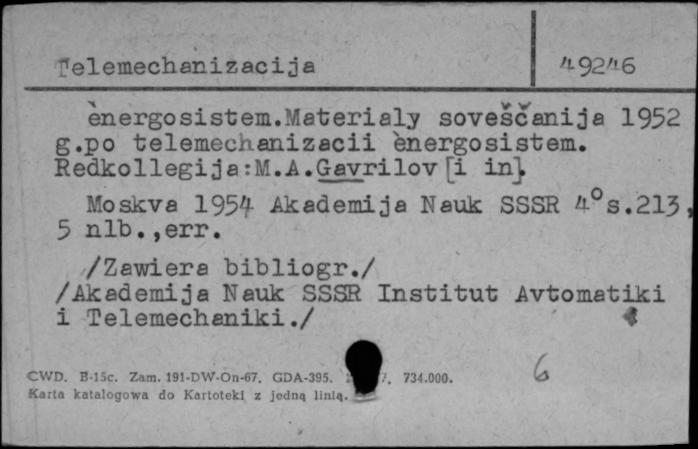 Telemechanizacija
49246
ènergosistem.Materialy soveščanija 1952
g.po telemechanizacii ènergosistem.
Redkollegija:M.A.Gavrilov [i in].
Moskva 1954 Akademija Nauk SSSR 4°s.213,
5 nlb.,err.
/Zawiera bibliogr./
/Akademija Nauk SSSR Institut Avtomatiki
i Telemechaniki./
6
CWD. B-15c. Zam. 191-DW-On-67. GDA-395. 734.000.
Karta katalogowa do Kartoteki z jedną linią.